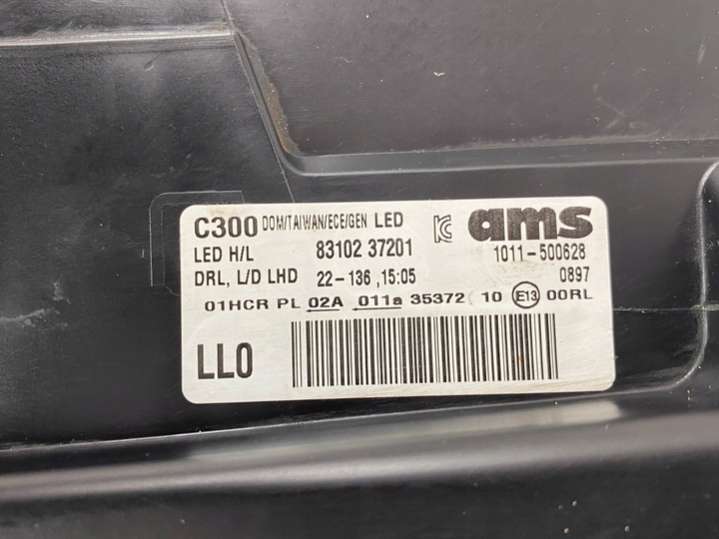 C300 DOM/TAIWAN/ECE/GEN LED ams
LED H/L 83102 37201 1011-500628
DRL, L/D LHD 22-136 ,15:05 0897
01HCR PL 02A 011a 35372 10 E13 00RL
LL0